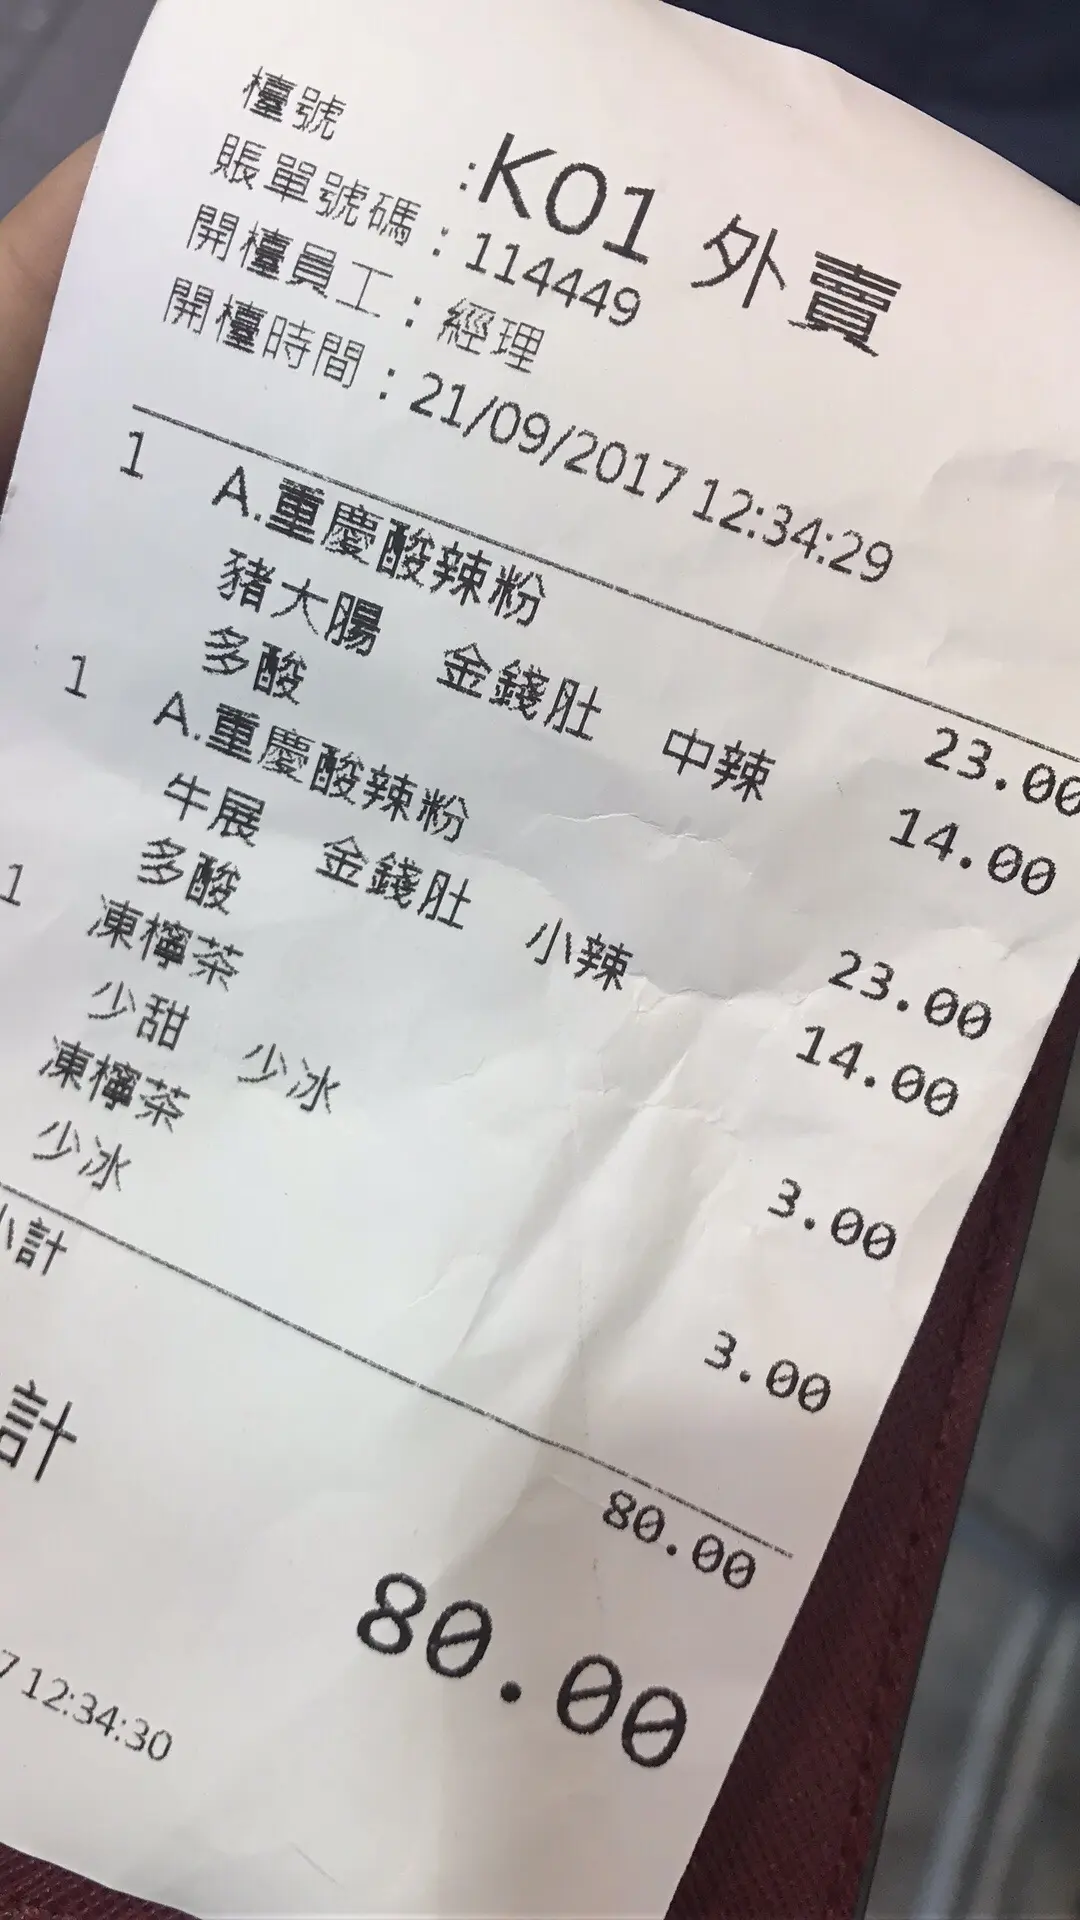 檯號 :K01 外賣
賬單號碼：114449
開檯員工：經理
開檯時間：21/09/2017 12:34:29
1 A.重慶酸辣粉 23.00
豬大腸 金錢肚 中辣 14.00
多酸
1 A.重慶酸辣粉 23.00
牛展 金錢肚 小辣 14.00
多酸
1 凍檸茶 3.00
少甜 少冰
凍檸茶 3.00
少冰
小計 80.00
計 80.00
7 12:34:30